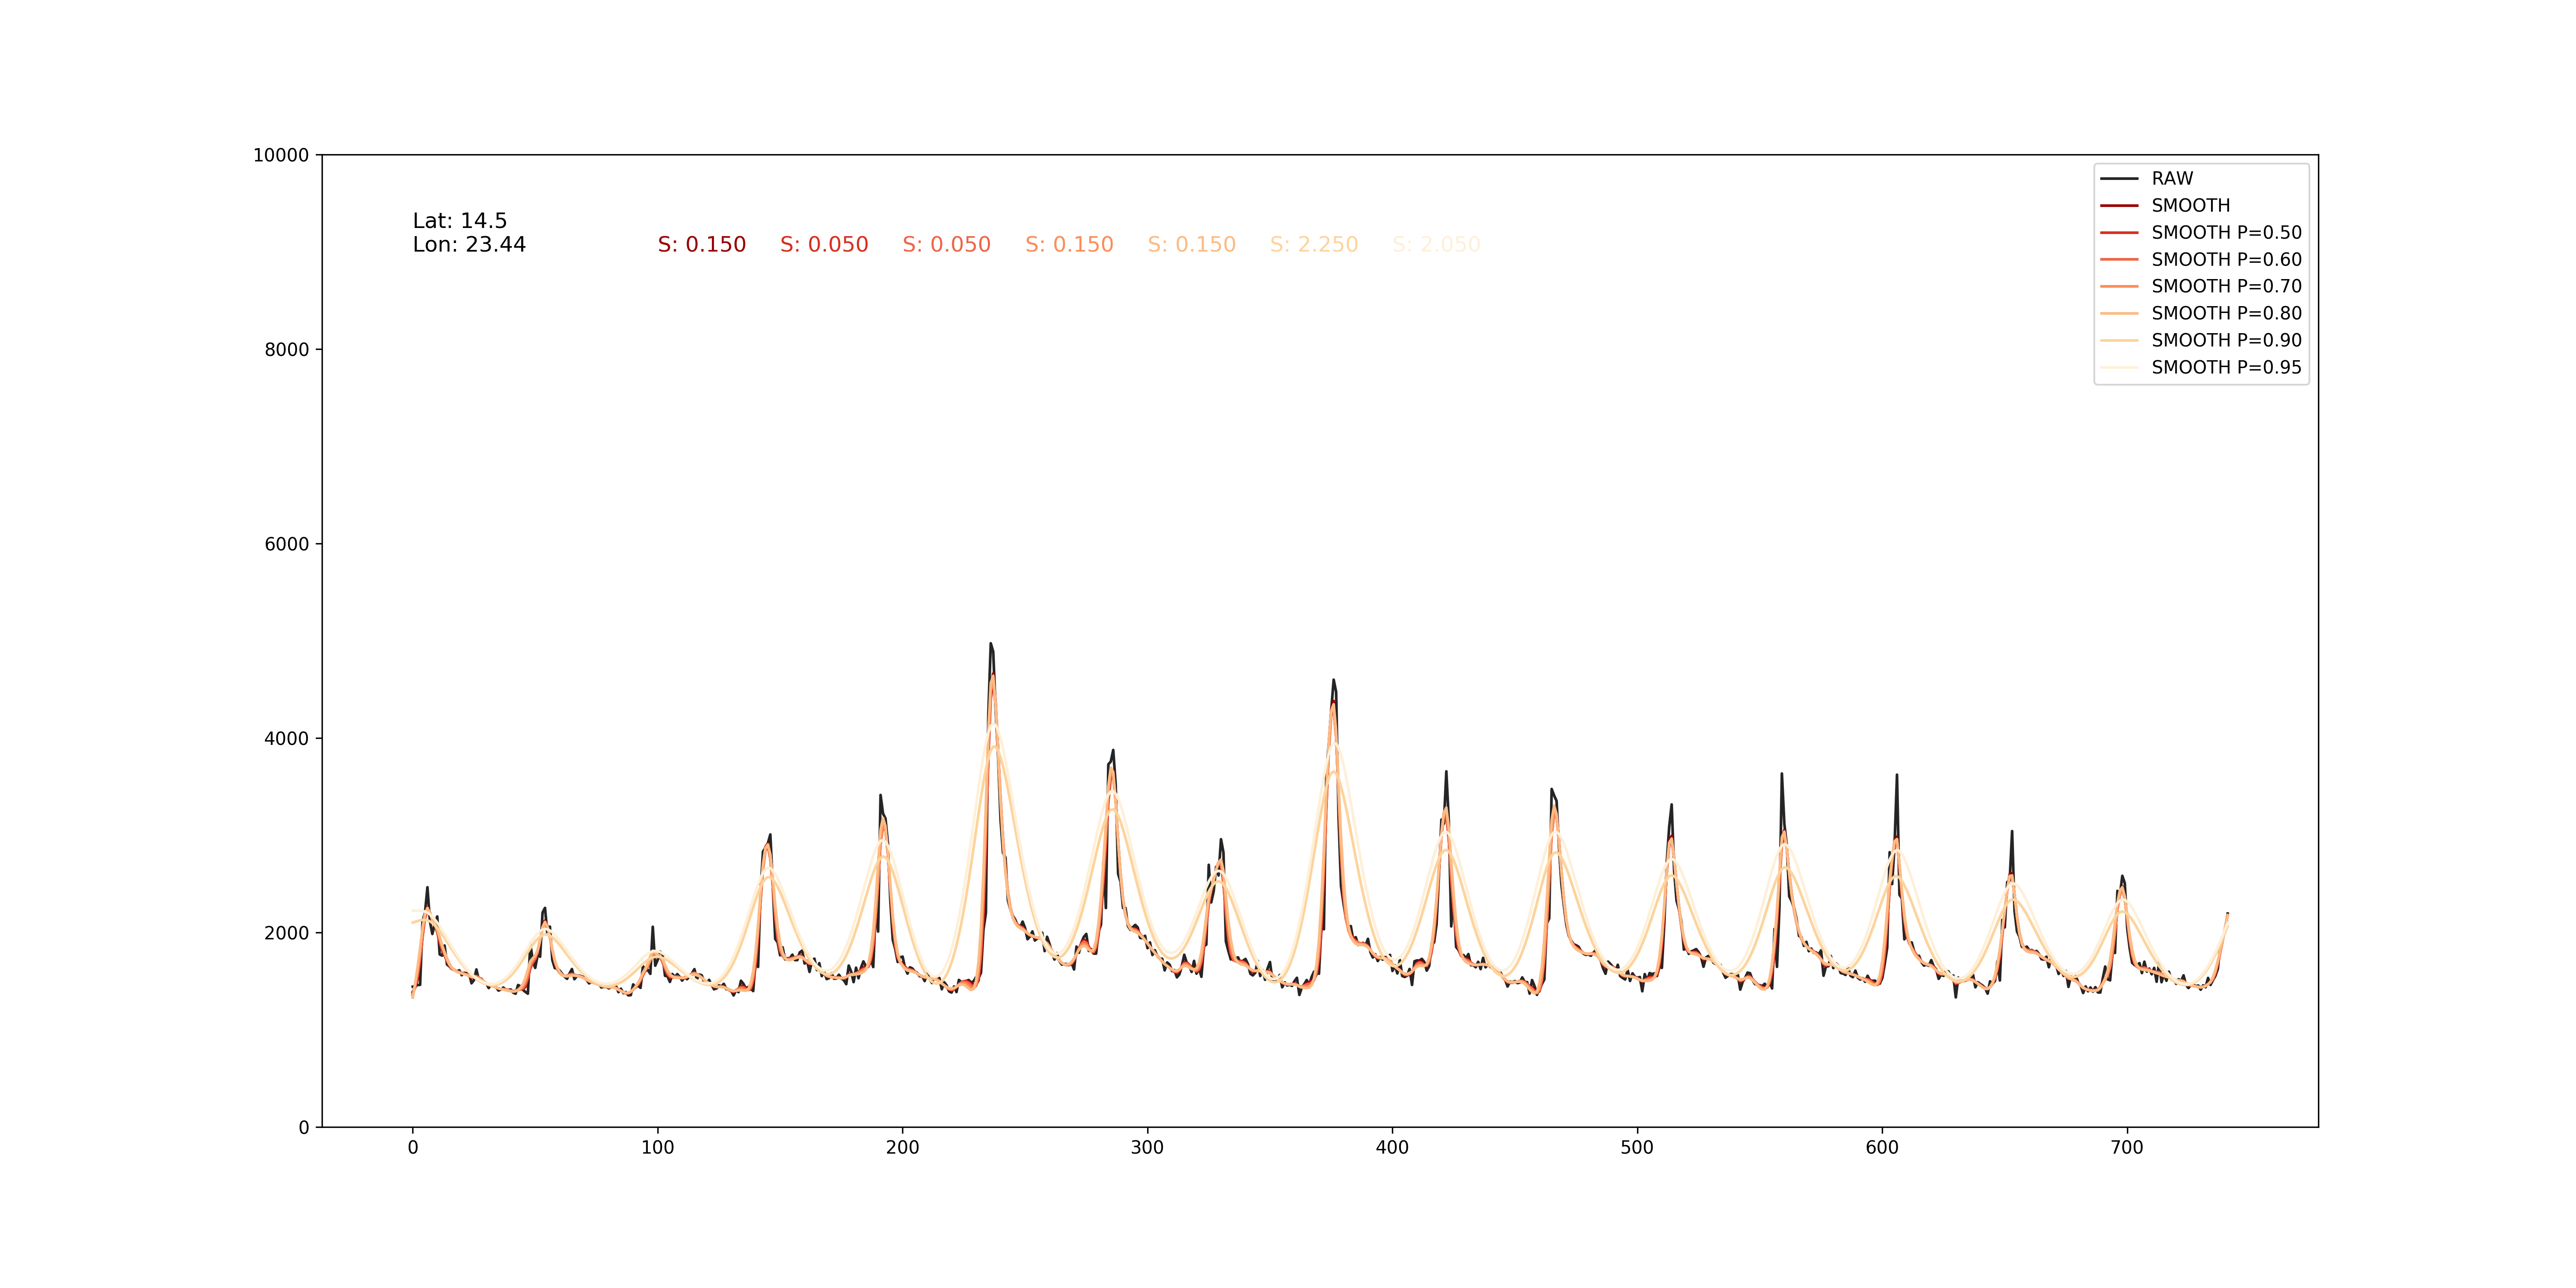 10000
8000
6000
4000
2000
0
Lat: 14.5
Lon: 23.44
S: 0.150 S: 0.050 S: 0.050 S: 0.150 S: 0.150 S: 2.250 S: 2.050
RAW
SMOOTH
SMOOTH P=0.50
SMOOTH P=0.60
SMOOTH P=0.70
SMOOTH P=0.80
SMOOTH P=0.90
SMOOTH P=0.95
0 100 200 300 400 500 600 700